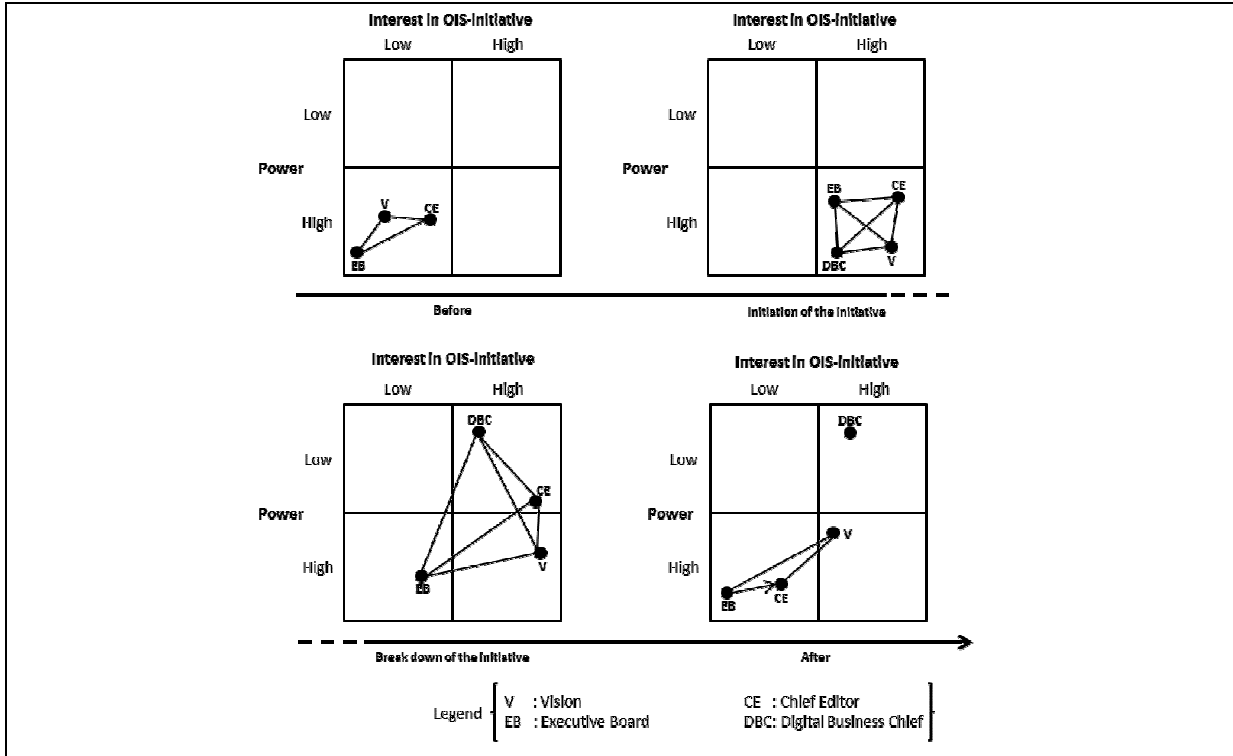 Interest in OIS-initiative
Low High
Low
Power
High
V
CE
EB
Before
Interest in OIS-initiative
Low High
Low
Power
High
EB
CE
DBC
V
Initiation of the initiative
Interest in OIS-initiative
Low High
Low
Power
High
DBC
CE
V
EB
Break down of the initiative
Interest in OIS-initiative
Low High
Low
Power
High
DBC
V
CE
EB
After
Legend
V : Vision
EB : Executive Board
CE : Chief Editor
DBC: Digital Business Chief